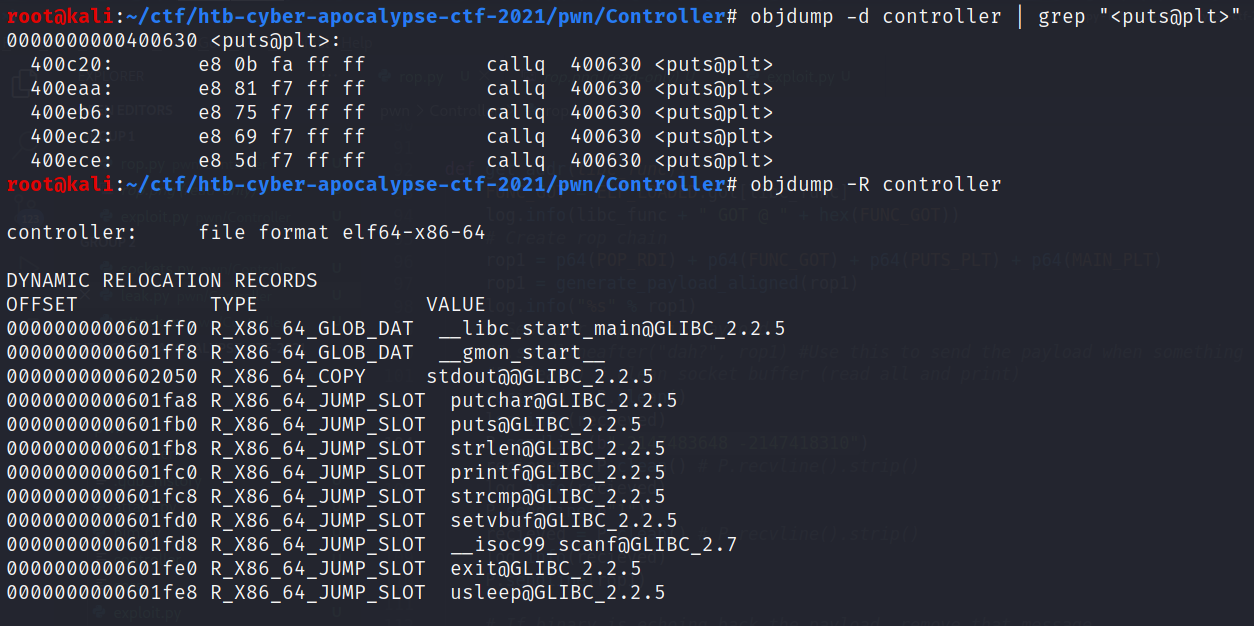 root@kali:~/ctf/htb-cyber-apocalypse-ctf-2021/pwn/Controller# objdump -d controller | grep "<puts@plt>"
0000000000400630 <puts@plt>:
  400c20:       e8 0b fa ff ff          callq  400630 <puts@plt>
  400eaa:       e8 81 f7 ff ff          callq  400630 <puts@plt>
  400eb6:       e8 75 f7 ff ff          callq  400630 <puts@plt>
  400ec2:       e8 69 f7 ff ff          callq  400630 <puts@plt>
  400ece:       e8 5d f7 ff ff          callq  400630 <puts@plt>
root@kali:~/ctf/htb-cyber-apocalypse-ctf-2021/pwn/Controller# objdump -R controller
controller:     file format elf64-x86-64
DYNAMIC RELOCATION RECORDS
OFFSET           TYPE              VALUE
0000000000601ff0 R_X86_64_GLOB_DAT  __libc_start_main@GLIBC_2.2.5
0000000000601ff8 R_X86_64_GLOB_DAT  __gmon_start__
0000000000602050 R_X86_64_COPY     stdout@@GLIBC_2.2.5
0000000000601fa8 R_X86_64_JUMP_SLOT  putchar@GLIBC_2.2.5
0000000000601fb0 R_X86_64_JUMP_SLOT  puts@GLIBC_2.2.5
0000000000601fb8 R_X86_64_JUMP_SLOT  strlen@GLIBC_2.2.5
0000000000601fc0 R_X86_64_JUMP_SLOT  printf@GLIBC_2.2.5
0000000000601fc8 R_X86_64_JUMP_SLOT  strcmp@GLIBC_2.2.5
0000000000601fd0 R_X86_64_JUMP_SLOT  setvbuf@GLIBC_2.2.5
0000000000601fd8 R_X86_64_JUMP_SLOT  __isoc99_scanf@GLIBC_2.7
0000000000601fe0 R_X86_64_JUMP_SLOT  exit@GLIBC_2.2.5
0000000000601fe8 R_X86_64_JUMP_SLOT  usleep@GLIBC_2.2.5